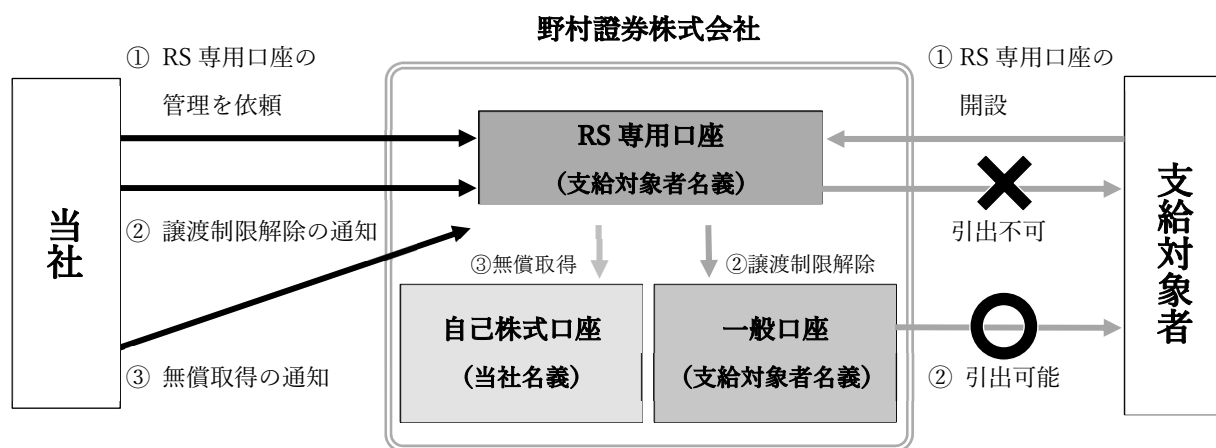 野村證券株式会社
① RS 専用口座の
管理を依頼
① RS 専用口座の
開設
RS 専用口座
（支給対象者名義）
当社
支給対象者
② 譲渡制限解除の通知
引出不可
③無償取得
②譲渡制限解除
自己株式口座
（当社名義）
一般口座
（支給対象者名義）
③ 無償取得の通知
② 引出可能